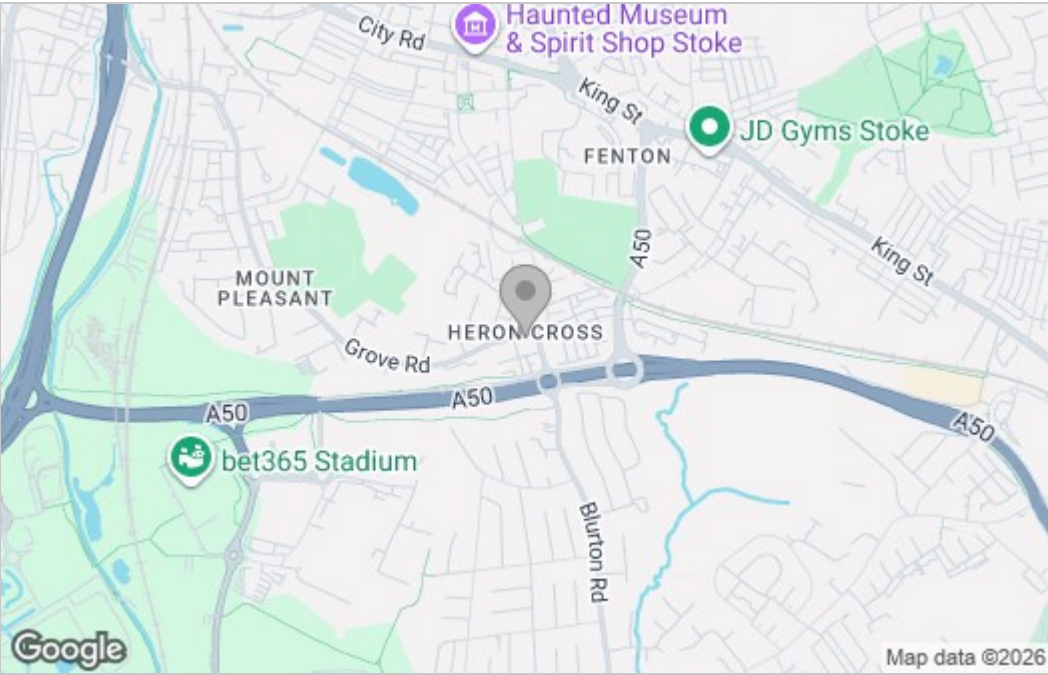 City Rd
Haunted Museum
& Spirit Shop Stoke
King St
JD Gyms Stoke
FENTON
A50
King St
MOUNT
PLEASANT
HERON CROSS
Grove Rd
A50
A50
A50
bet365 Stadium
Blurton Rd
Google
Map data ©2026